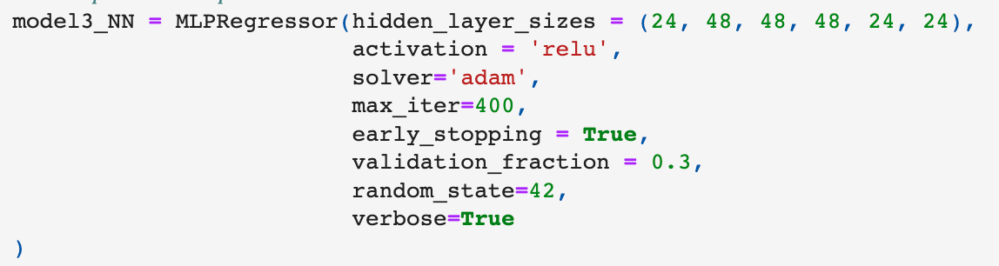 model3_NN = MLPRegressor(hidden_layer_sizes = (24, 48, 48, 48, 24, 24),
activation = 'relu',
solver='adam',
max_iter=400,
early_stopping = True,
validation_fraction = 0.3,
random_state=42,
verbose=True
)